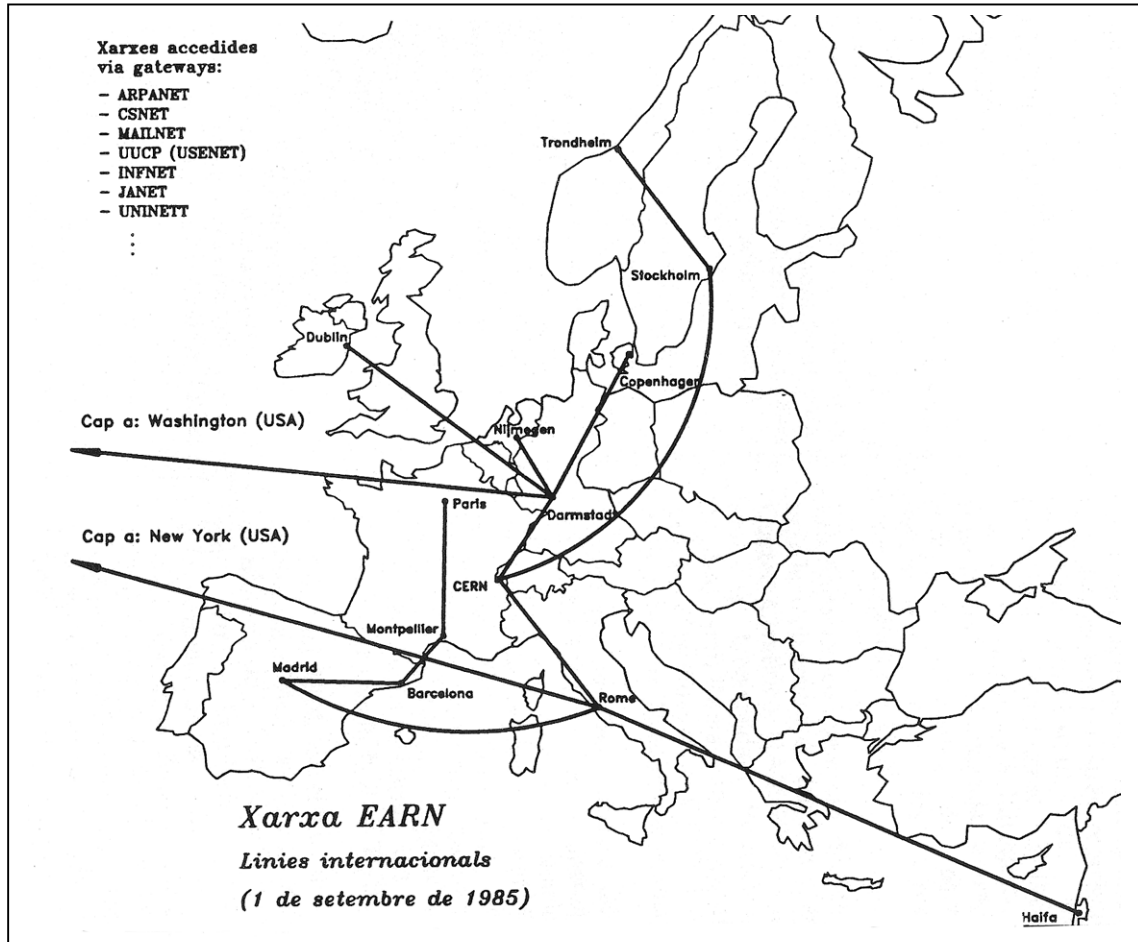 Xarxes accedides
via gateways:
- ARPANET
- CSNET
- MAILNET
- UUCP (USENET)
- INFNET
- JANET
- UNINETT
⋮
Trondheim
Stockholm
Dublin
Copenhagen
Cap a: Washington (USA)
Nijmegen
Paris
Darmstadt
Cap a: New York (USA)
CERN
Montpellier
Madrid
Barcelona
Rome
Xarxa EARN
Linies internacionals
(1 de setembre de 1985)
Haifa